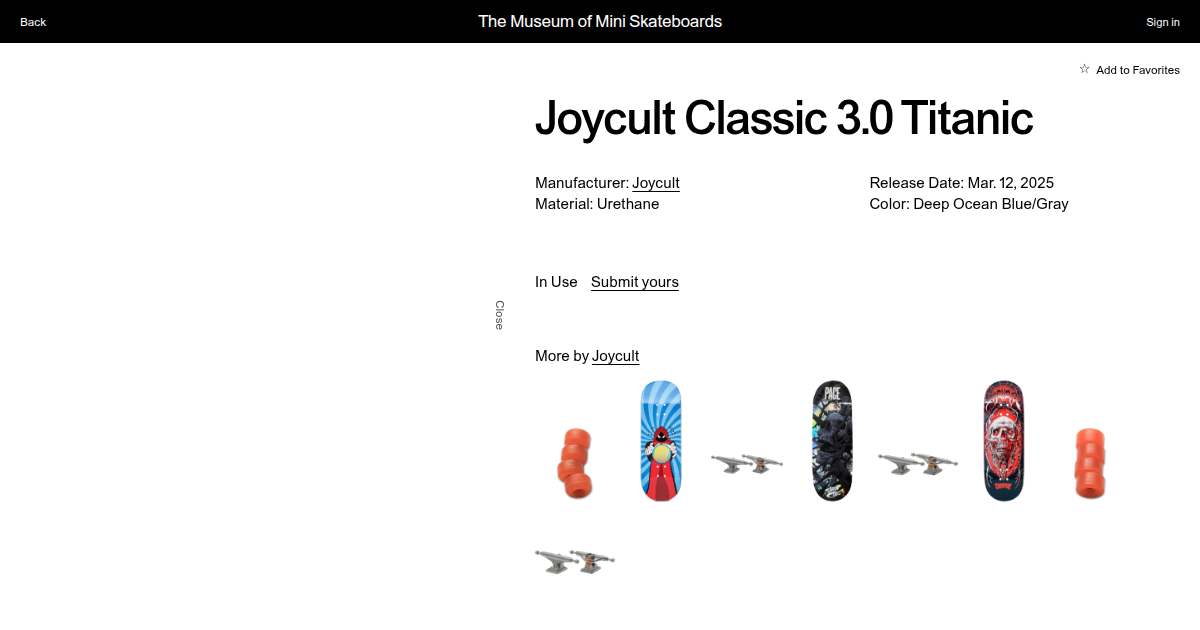 Back
The Museum of Mini Skateboards
Sign in
☆ Add to Favorites
Joycult Classic 3.0 Titanic
Manufacturer: Joycult
Release Date: Mar. 12, 2025
Material: Urethane
Color: Deep Ocean Blue/Gray
In Use Submit yours
Close
More by Joycult